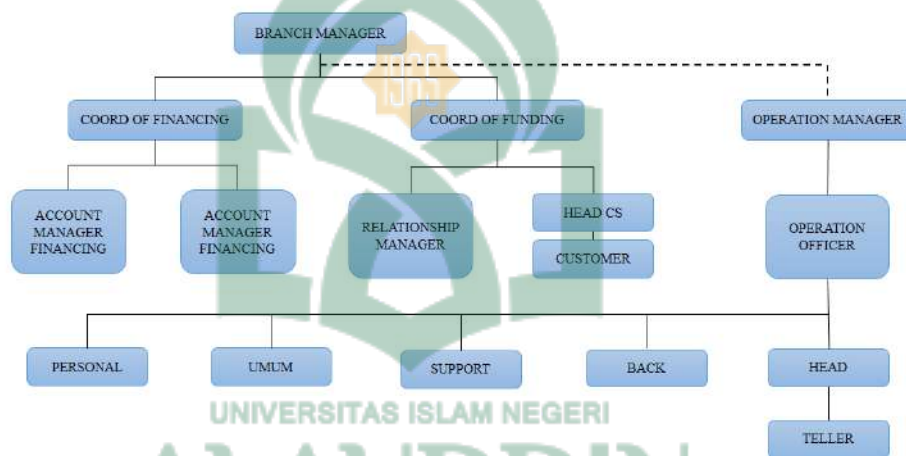 BRANCH MANAGER
COORD OF FINANCING
COORD OF FUNDING
OPERATION MANAGER
ACCOUNT
MANAGER
FINANCING
ACCOUNT
MANAGER
FINANCING
RELATIONSHIP
MANAGER
HEAD CS
CUSTOMER
OPERATION
OFFICER
PERSONAL
UMUM
SUPPORT
BACK
HEAD
TELLER
UNIVERSITAS ISLAM NEGERI